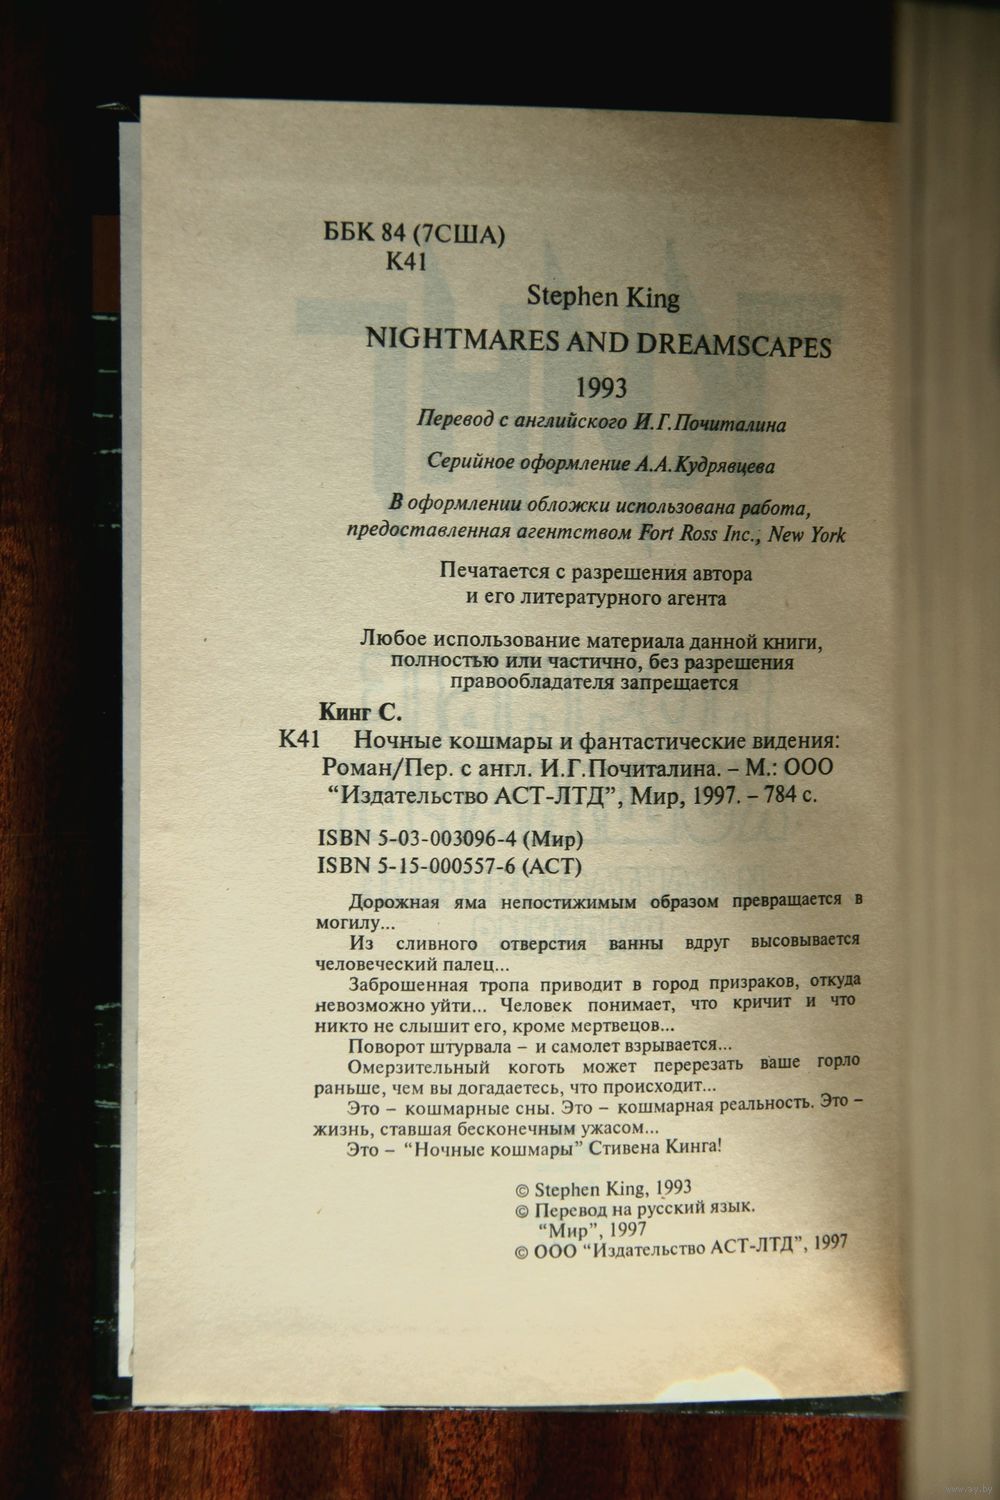 ББК 84 (7США)
К41
Stephen King
NIGHTMARES AND DREAMSCAPES
1993
Перевод с английского И.Г.Почиталина
Серийное оформление А.А.Кудрявцева
В оформлении обложки использована работа,
предоставленная агентством Fort Ross Inc., New York
Печатается с разрешения автора
и его литературного агента
Любое использование материала данной книги,
полностью или частично, без разрешения
правообладателя запрещается
Кинг С.
К41 Ночные кошмары и фантастические видения:
Роман/Пер. с англ. И.Г.Почиталина. – М.: ООО
“Издательство АСТ-ЛТД”, Мир, 1997. – 784 с.
ISBN 5-03-003096-4 (Мир)
ISBN 5-15-000557-6 (АСТ)
Дорожная яма непостижимым образом превращается в
могилу...
Из сливного отверстия ванны вдруг высовывается
человеческий палец...
Заброшенная тропа приводит в город призраков, откуда
невозможно уйти... Человек понимает, что кричит и что
никто не слышит его, кроме мертвецов...
Поворот штурвала – и самолет взрывается...
Омерзительный коготь может перерезать ваше горло
раньше, чем вы догадаетесь, что происходит...
Это – кошмарные сны. Это – кошмарная реальность. Это –
жизнь, ставшая бесконечным ужасом...
Это – “Ночные кошмары” Стивена Кинга!
© Stephen King, 1993
© Перевод на русский язык.
“Мир”, 1997
© ООО “Издательство АСТ-ЛТД”, 1997
www.ay.by